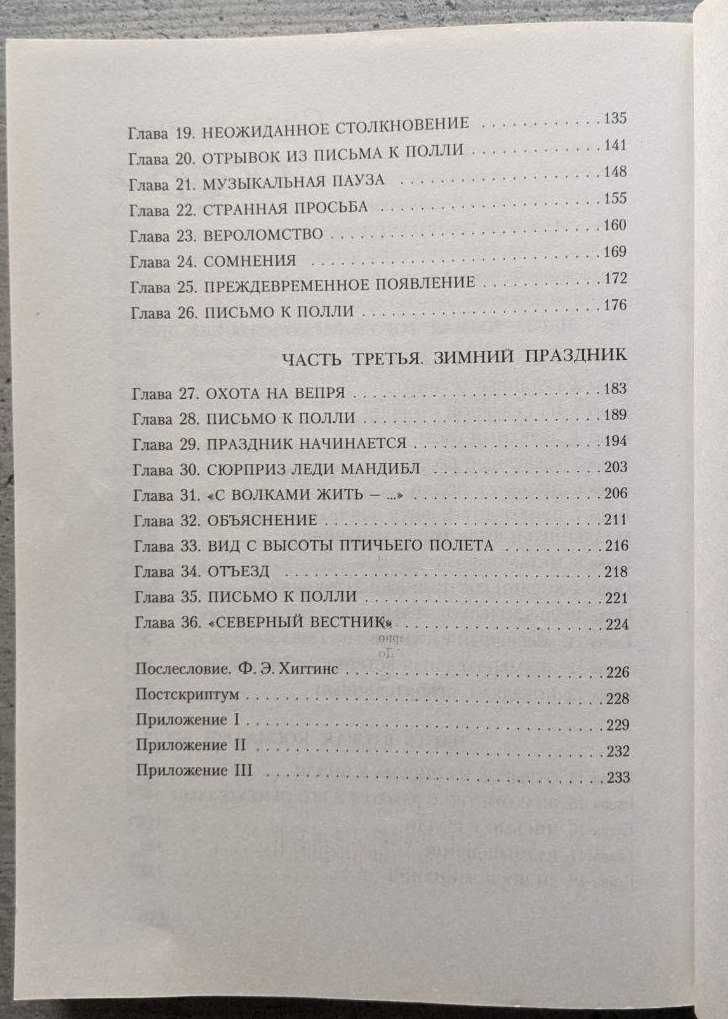 Глава 19. НЕОЖИДАННОЕ СТОЛКНОВЕНИЕ . . . . . . . . . . . . 135
Глава 20. ОТРЫВОК ИЗ ПИСЬМА К ПОЛЛИ . . . . . . . . . . . . . 141
Глава 21. МУЗЫКАЛЬНАЯ ПАУЗА . . . . . . . . . . . . . . . . . . . . 148
Глава 22. СТРАННАЯ ПРОСЬБА . . . . . . . . . . . . . . . . . . . . . . 155
Глава 23. ВЕРОЛОМСТВО . . . . . . . . . . . . . . . . . . . . . . . . . . 160
Глава 24. СОМНЕНИЯ . . . . . . . . . . . . . . . . . . . . . . . . . . . . 169
Глава 25. ПРЕЖДЕВРЕМЕННОЕ ПОЯВЛЕНИЕ . . . . . . . . . . . . 172
Глава 26. ПИСЬМО К ПОЛЛИ . . . . . . . . . . . . . . . . . . . . . . . 176
ЧАСТЬ ТРЕТЬЯ. ЗИМНИЙ ПРАЗДНИК
Глава 27. ОХОТА НА ВЕПРЯ . . . . . . . . . . . . . . . . . . . . . . . . 183
Глава 28. ПИСЬМО К ПОЛЛИ . . . . . . . . . . . . . . . . . . . . . . . 189
Глава 29. ПРАЗДНИК НАЧИНАЕТСЯ . . . . . . . . . . . . . . . . . . 194
Глава 30. СЮРПРИЗ ЛЕДИ МАНДИБЛ . . . . . . . . . . . . . . . . 203
Глава 31. «С ВОЛКАМИ ЖИТЬ – ...» . . . . . . . . . . . . . . . . . . 206
Глава 32. ОБЪЯСНЕНИЕ . . . . . . . . . . . . . . . . . . . . . . . . . . 211
Глава 33. ВИД С ВЫСОТЫ ПТИЧЬЕГО ПОЛЕТА . . . . . . . . . . 216
Глава 34. ОТЪЕЗД . . . . . . . . . . . . . . . . . . . . . . . . . . . . . . 218
Глава 35. ПИСЬМО К ПОЛЛИ . . . . . . . . . . . . . . . . . . . . . . . 221
Глава 36. «СЕВЕРНЫЙ ВЕСТНИК» . . . . . . . . . . . . . . . . . . . 224
Послесловие. Ф. Э. Хиггинс . . . . . . . . . . . . . . . . . . . . . . . . 226
Постскриптум . . . . . . . . . . . . . . . . . . . . . . . . . . . . . . . . . 228
Приложение I . . . . . . . . . . . . . . . . . . . . . . . . . . . . . . . . . 229
Приложение II . . . . . . . . . . . . . . . . . . . . . . . . . . . . . . . . 232
Приложение III . . . . . . . . . . . . . . . . . . . . . . . . . . . . . . . 233